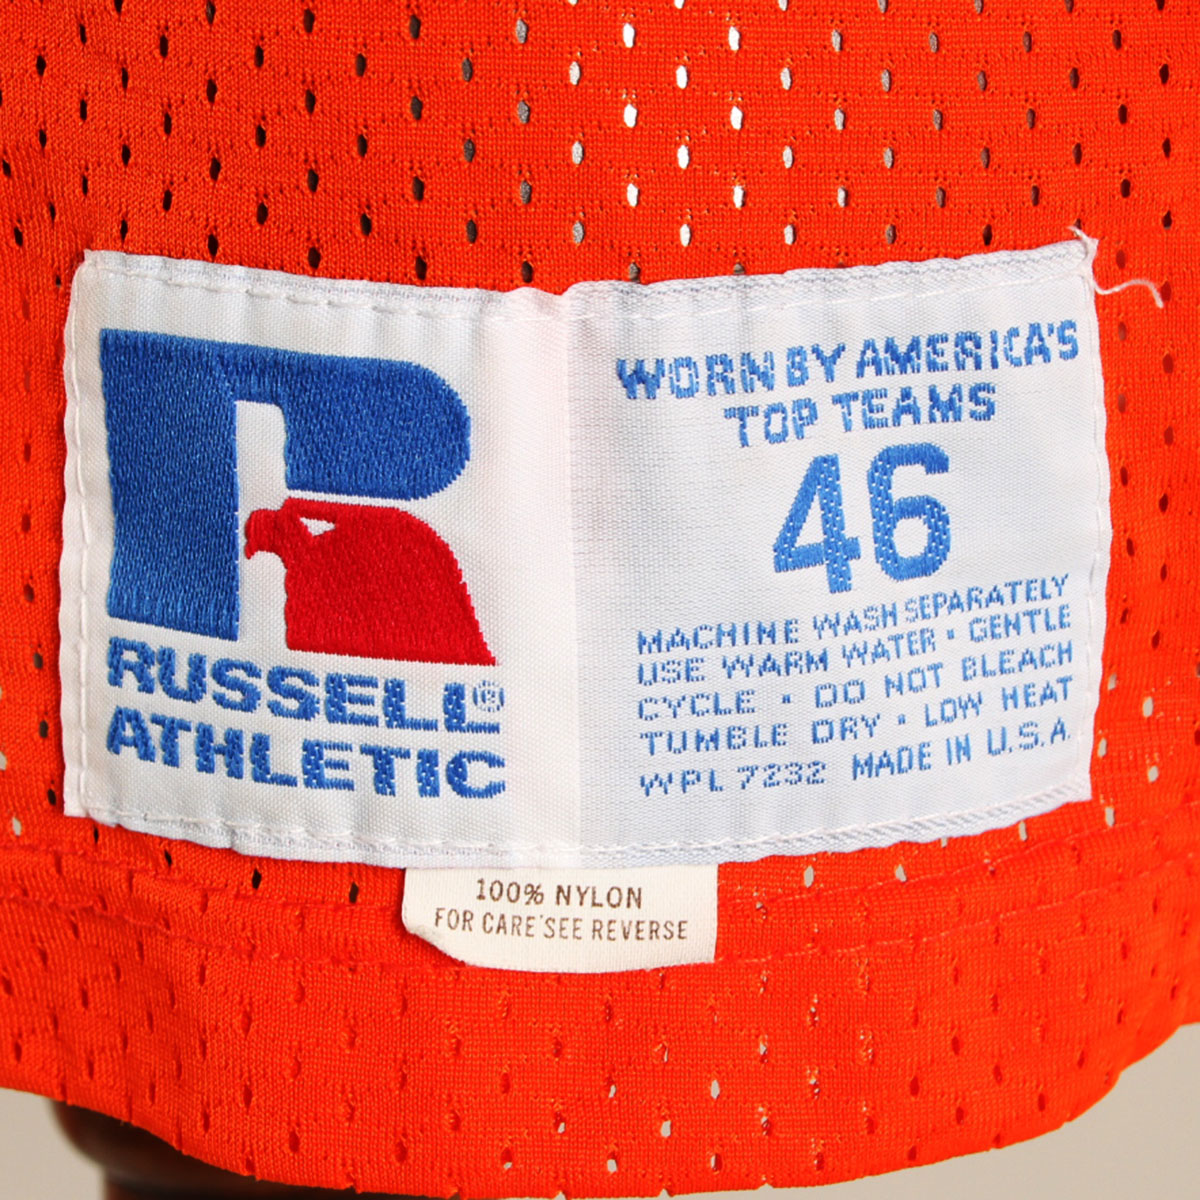 RUSSELL®
ATHLETIC
WORN BY AMERICA'S
TOP TEAMS
46
MACHINE WASH SEPARATELY
USE WARM WATER · GENTLE
CYCLE · DO NOT BLEACH
TUMBLE DRY · LOW HEAT
WPL 7232 MADE IN U.S.A.
100% NYLON
FOR CARE SEE REVERSE